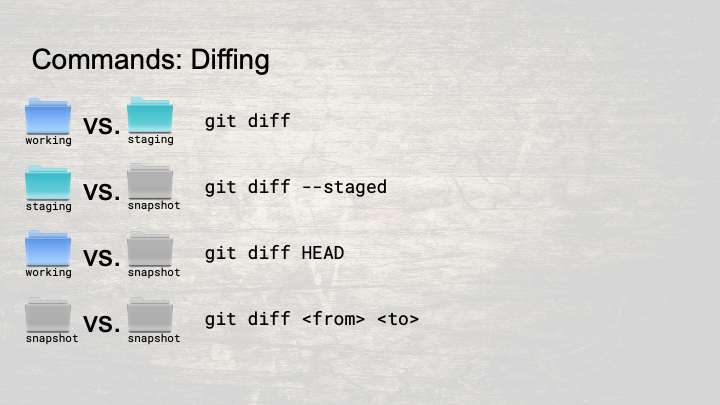 Commands: Diffing
working VS. staging git diff
staging VS. snapshot git diff --staged
working VS. snapshot git diff HEAD
snapshot VS. snapshot git diff <from> <to>